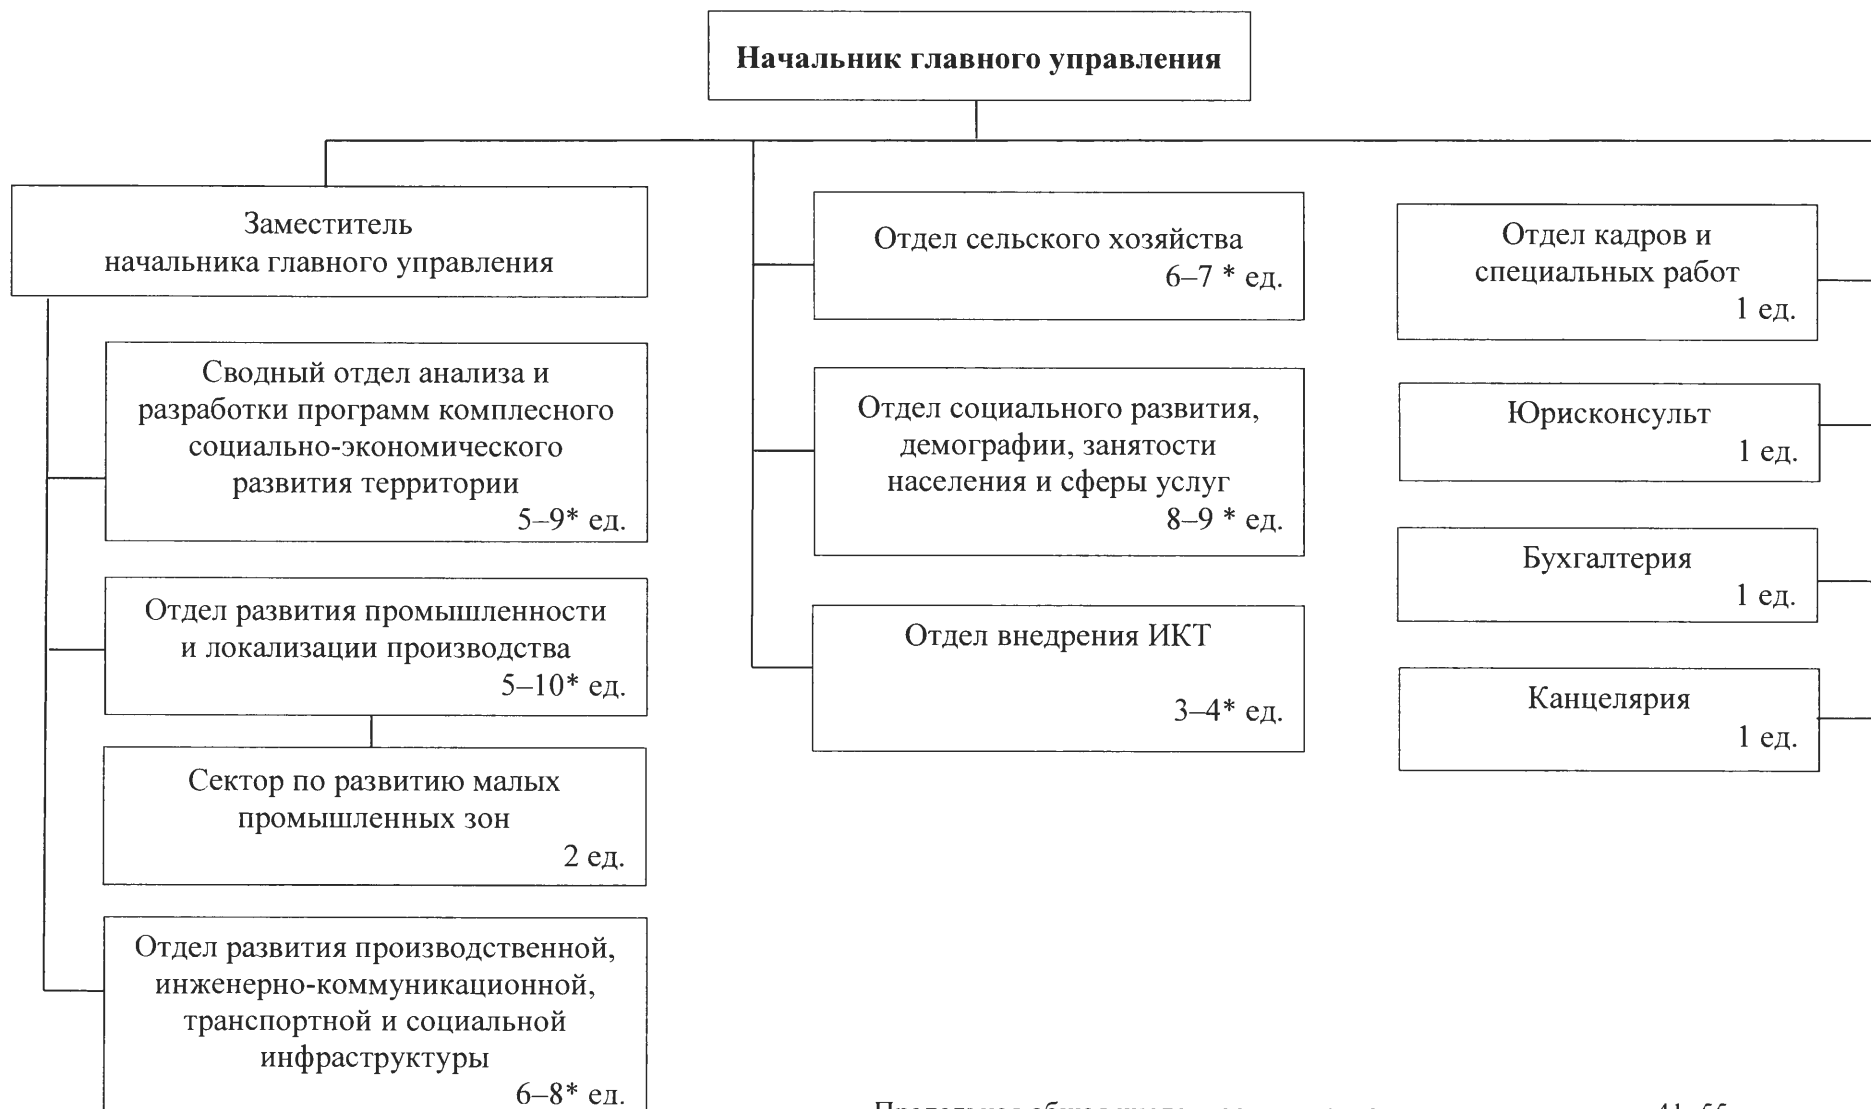 Начальник главного управления
Заместитель
начальника главного управления
Сводный отдел анализа и
разработки программ комплесного
социально-экономического
развития территории
5–9* ед.
Отдел развития промышленности
и локализации производства
5–10* ед.
Сектор по развитию малых
промышленных зон
2 ед.
Отдел развития производственной,
инженерно-коммуникационной,
транспортной и социальной
инфраструктуры
6–8* ед.
Отдел сельского хозяйства
6–7 * ед.
Отдел социального развития,
демографии, занятости
населения и сферы услуг
8–9 * ед.
Отдел внедрения ИКТ
3–4* ед.
Отдел кадров и
специальных работ
1 ед.
Юрисконсульт
1 ед.
Бухгалтерия
1 ед.
Канцелярия
1 ед.